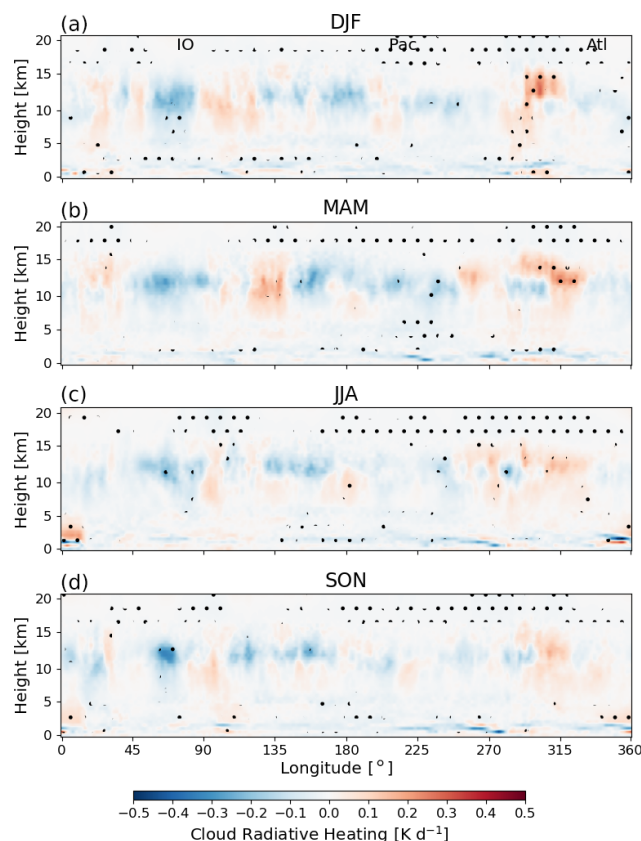 (a) DJF
IO Pac Atl
Height [km]
20
15
10
5
0
(b) MAM
Height [km]
20
15
10
5
0
(c) JJA
Height [km]
20
15
10
5
0
(d) SON
Height [km]
20
15
10
5
0
0 45 90 135 180 225 270 315 360
Longitude [°]
−0.5 −0.4 −0.3 −0.2 −0.1 0.0 0.1 0.2 0.3 0.4 0.5
Cloud Radiative Heating [K d⁻¹]